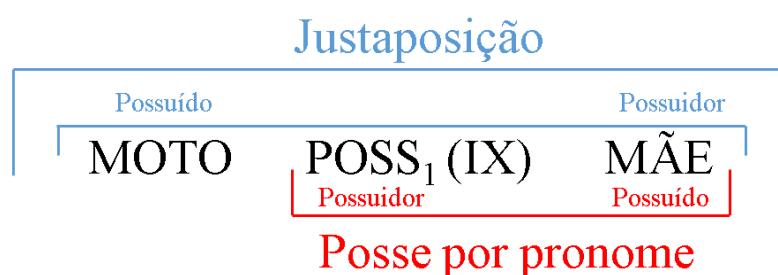 Justaposição
Possuído Possuidor
MOTO POSS₁ (IX) MÃE
Possuidor Possuído
Posse por pronome